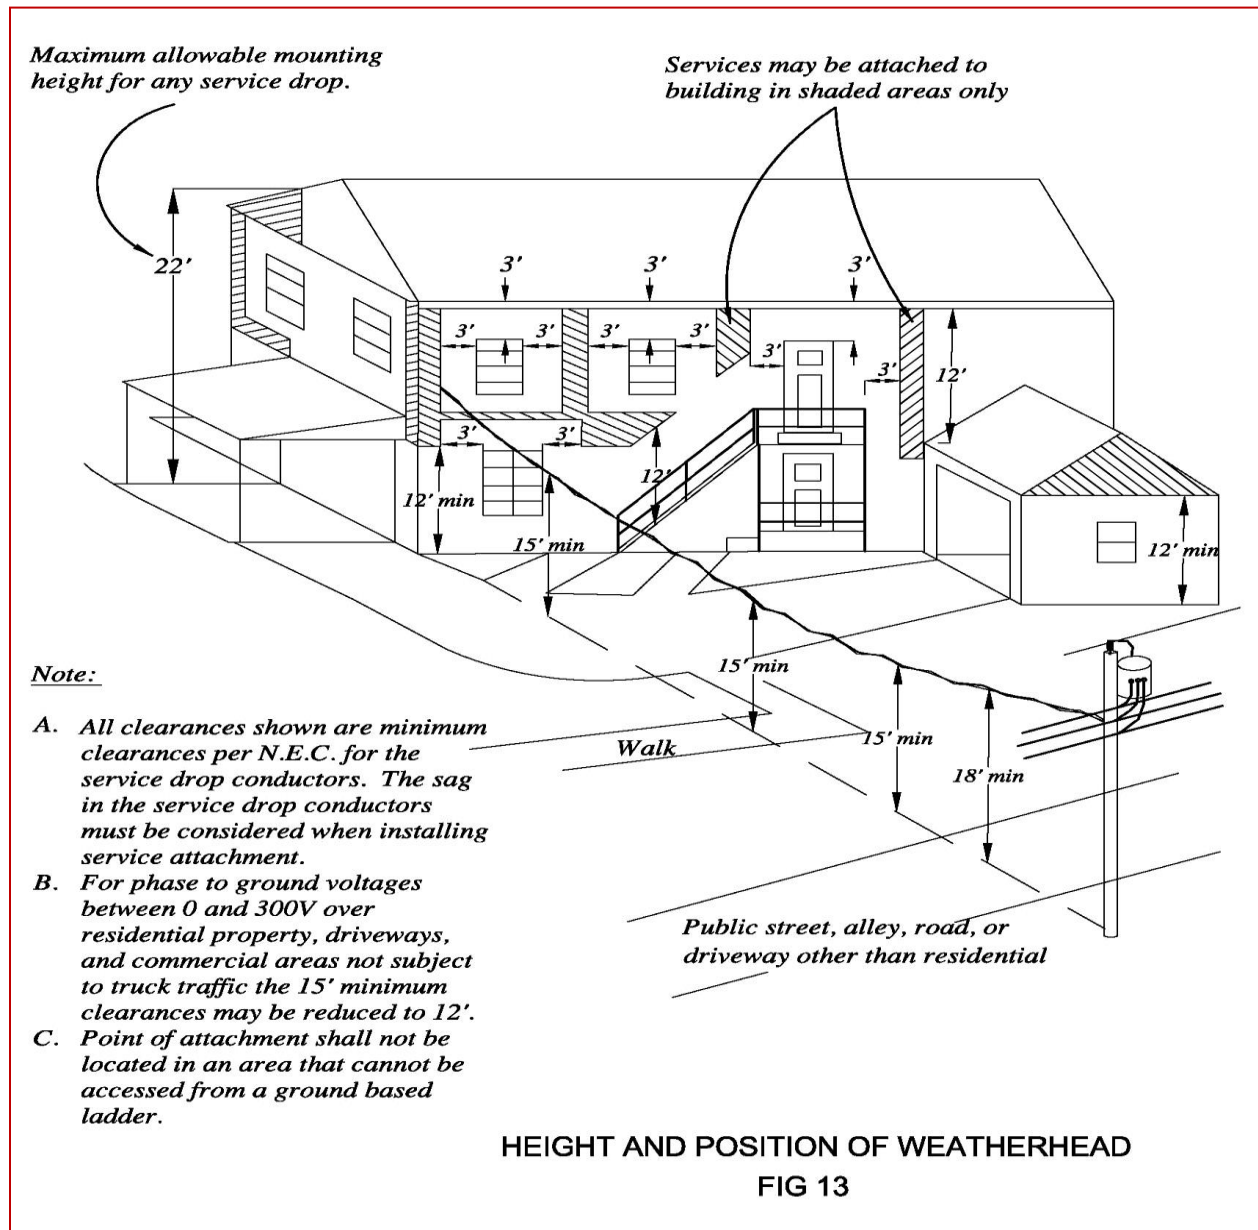 Maximum allowable mounting
height for any service drop.
Services may be attached to
building in shaded areas only
22'
3'
3'
3'
3'
3'
3'
3'
3'
3'
12'
3'
3'
12'
12' min
15' min
12' min
15' min
15' min
18' min
Walk
Public street, alley, road, or
driveway other than residential
Note:
A. All clearances shown are minimum
clearances per N.E.C. for the
service drop conductors. The sag
in the service drop conductors
must be considered when installing
service attachment.
B. For phase to ground voltages
between 0 and 300V over
residential property, driveways,
and commercial areas not subject
to truck traffic the 15' minimum
clearances may be reduced to 12'.
C. Point of attachment shall not be
located in an area that cannot be
accessed from a ground based
ladder.
HEIGHT AND POSITION OF WEATHERHEAD
FIG 13